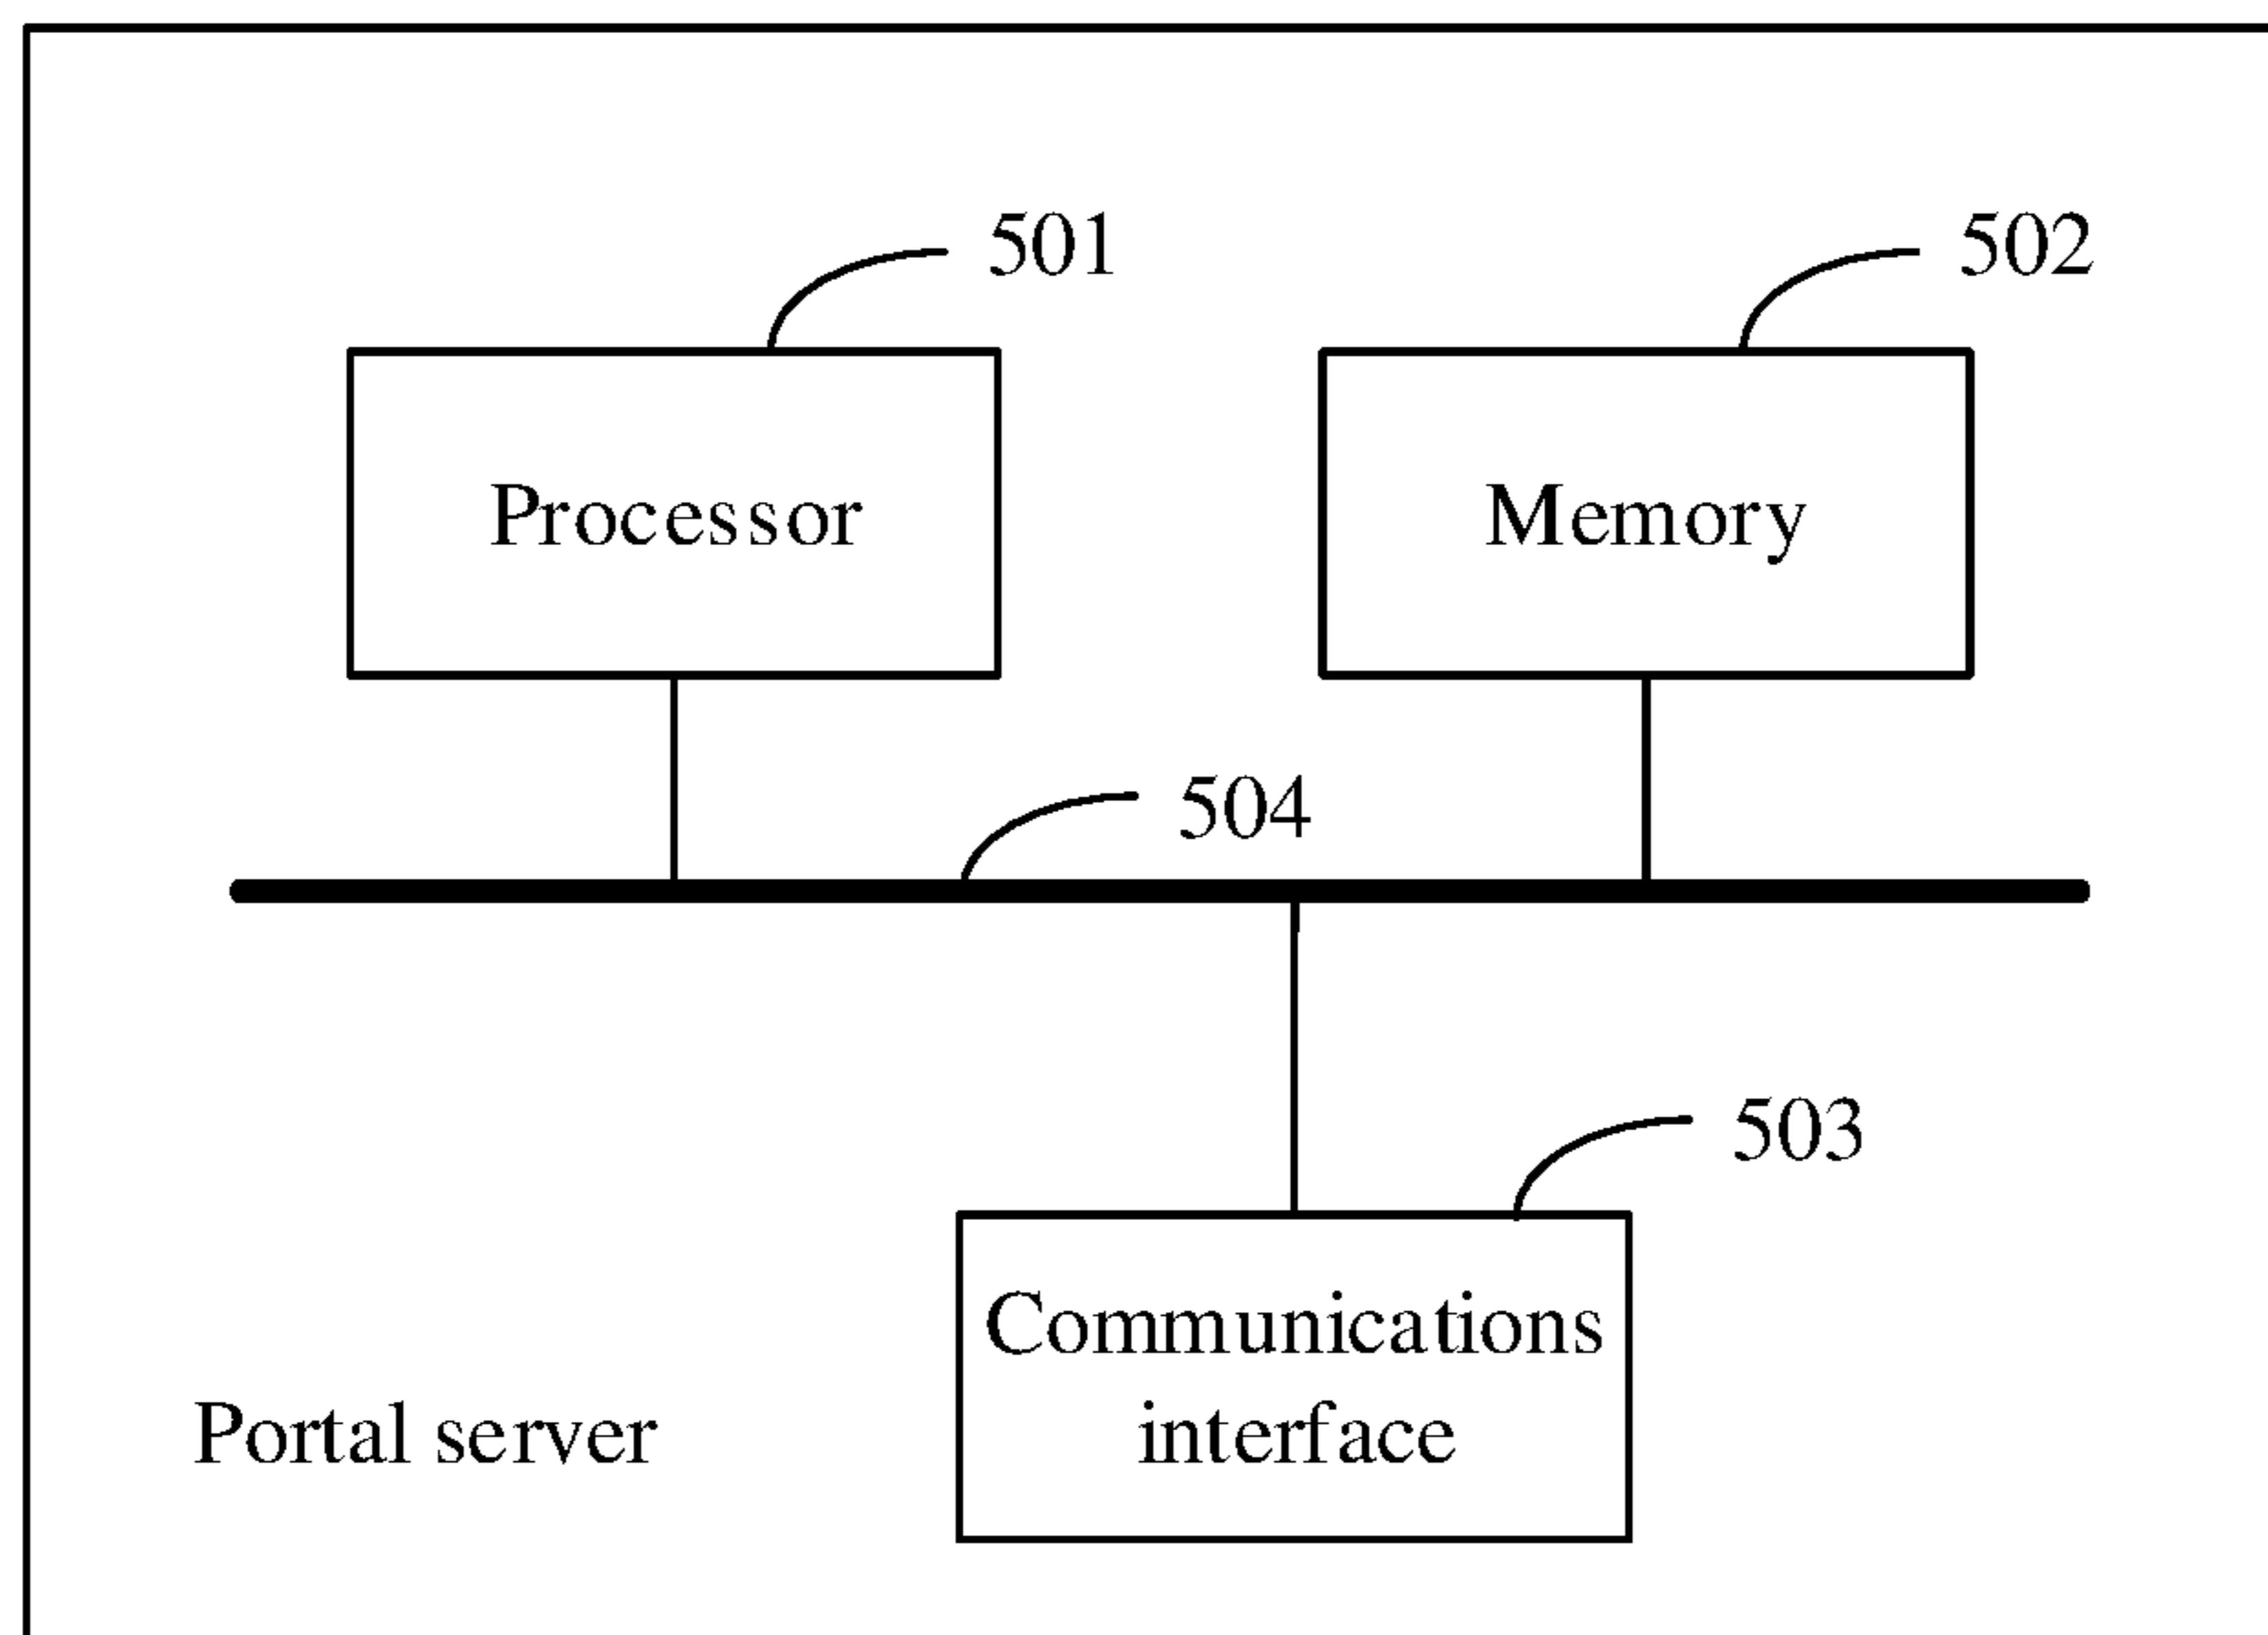 501
502
Processor
Memory
504
503
Communications
interface
Portal server